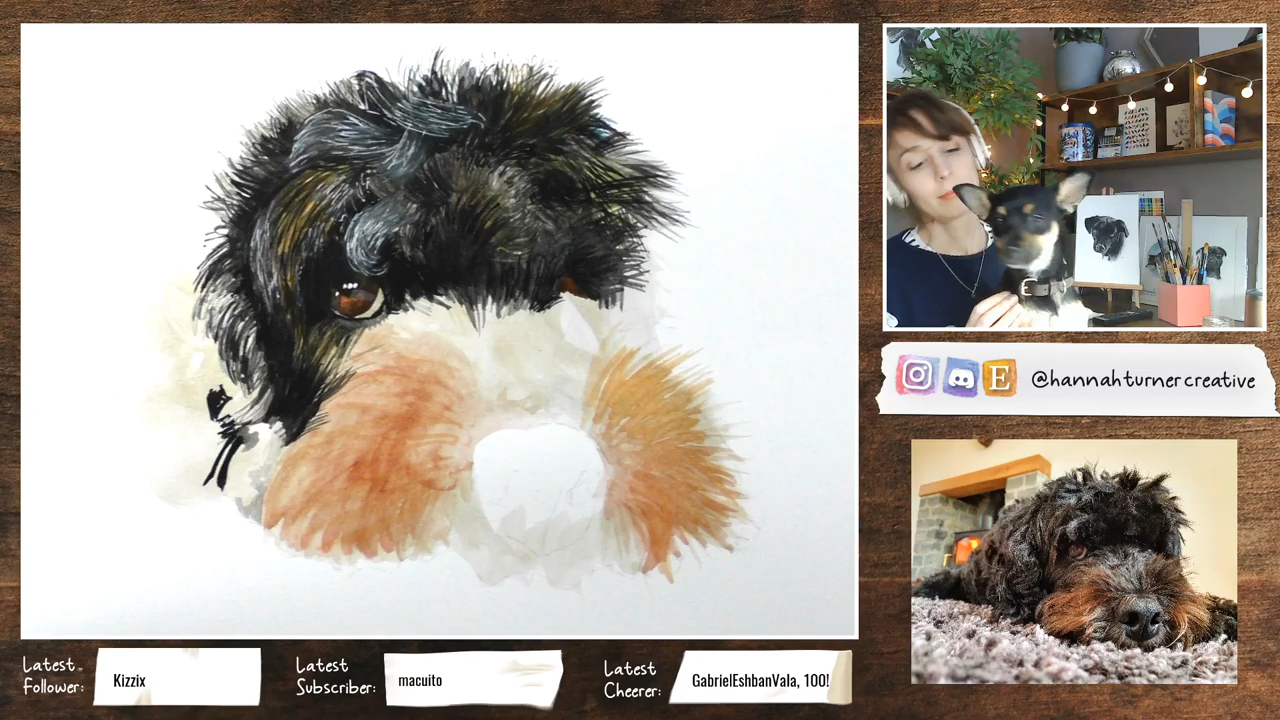 @hannahturnercreative
Latest
Follower:
Kizzix
Latest
Subscriber:
macuito
Latest
Cheerer:
GabrielEshbanVala, 100!